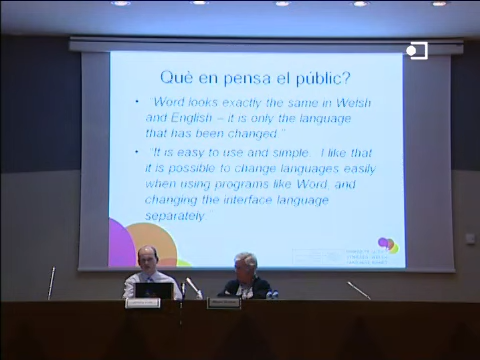 Què en pensa el públic?
• "Word looks exactly the same in Welsh
and English – it is only the language
that has been changed."
• "It is easy to use and simple. I like that
it is possible to change languages easily
when using programs like Word, and
changing the interface language
separately."